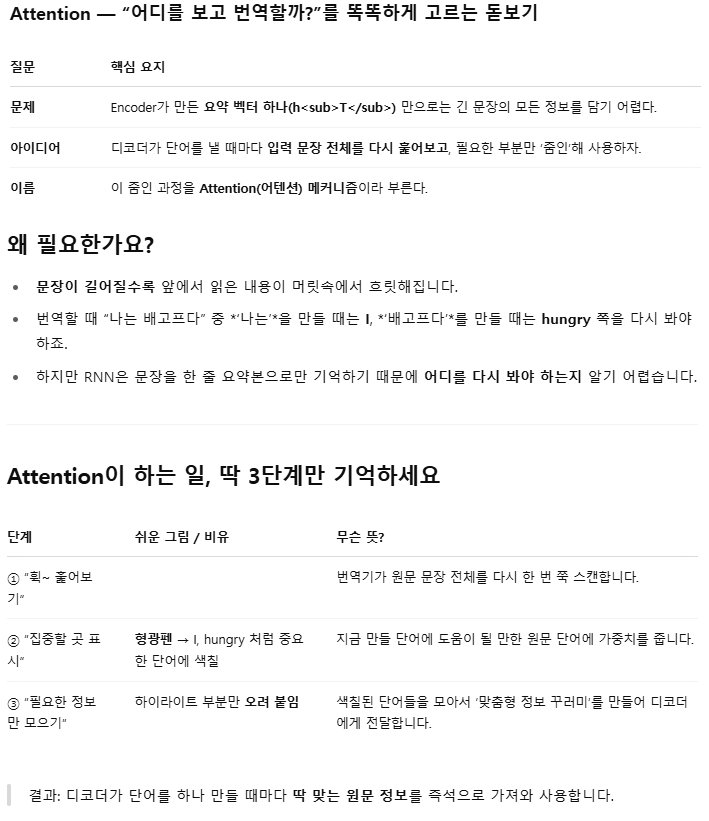 Attention — “어디를 보고 번역할까?”를 똑똑하게 고르는 돋보기
질문 핵심 요지
문제 Encoder가 만든 요약 벡터 하나(h<sub>T</sub>) 만으로는 긴 문장의 모든 정보를 담기 어렵다.
아이디어 디코더가 단어를 낼 때마다 입력 문장 전체를 다시 훑어보고, 필요한 부분만 ‘줌인’해 사용하자.
이름 이 줌인 과정을 Attention(어텐션) 메커니즘이라 부른다.
왜 필요한가요?
• 문장이 길어질수록 앞에서 읽은 내용이 머릿속에서 흐릿해집니다.
• 번역할 때 “나는 배고프다” 중 *‘나는’*을 만들 때는 I, *‘배고프다’*를 만들 때는 hungry 쪽을 다시 봐야
하죠.
• 하지만 RNN은 문장을 한 줄 요약본으로만 기억하기 때문에 어디를 다시 봐야 하는지 알기 어렵습니다.
Attention이 하는 일, 딱 3단계만 기억하세요
단계 쉬운 그림 / 비유 무슨 뜻?
① “휙~ 훑어보 번역기가 원문 문장 전체를 다시 한 번 쭉 스캔합니다.
기”
② “집중할 곳 표 형광펜 → I, hungry 처럼 중요 지금 만들 단어에 도움이 될 만한 원문 단어에 가중치를 줍니다.
시” 한 단어에 색칠
③ “필요한 정보 하이라이트 부분만 오려 붙임 색칠된 단어들을 모아서 ‘맞춤형 정보 꾸러미’를 만들어 디코더
만 모으기” 에게 전달합니다.
결과: 디코더가 단어를 하나 만들 때마다 딱 맞는 원문 정보를 즉석으로 가져와 사용합니다.